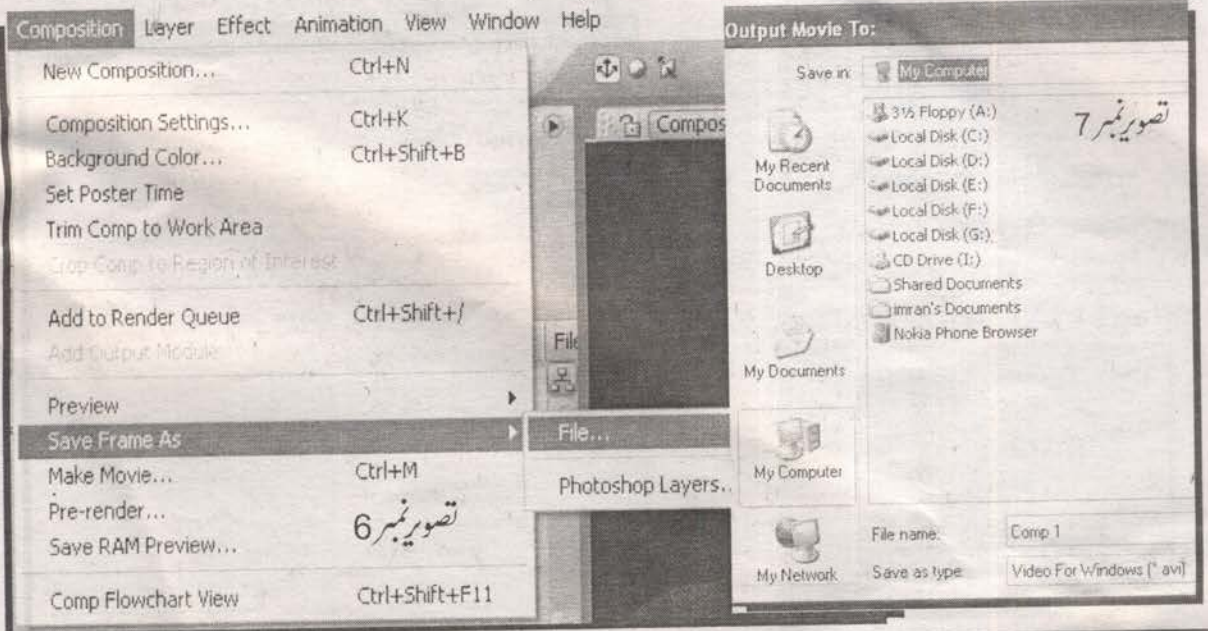 Composition Layer Effect Animation View Window Help
New Composition... Ctrl+N
Composition Settings... Ctrl+K
Background Color... Ctrl+Shift+B
Set Poster Time
Trim Comp to Work Area
Crop Comp to Region of Interest
Add to Render Queue Ctrl+Shift+/
Add Output Module
Preview
Save Frame As
Make Movie... Ctrl+M
Pre-render...
Save RAM Preview...
Comp Flowchart View Ctrl+Shift+F11
تصویر نمبر 6
File...
Photoshop Layers..
Compos
File
Output Movie To:
Save in: My Computer
3½ Floppy (A:)
Local Disk (C:)
Local Disk (D:)
Local Disk (E:)
Local Disk (F:)
Local Disk (G:)
CD Drive (I:)
Shared Documents
imran's Documents
Nokia Phone Browser
تصویر نمبر 7
My Recent
Documents
Desktop
My Documents
My Computer
My Network
File name: Comp 1
Save as type Video For Windows (*.avi)